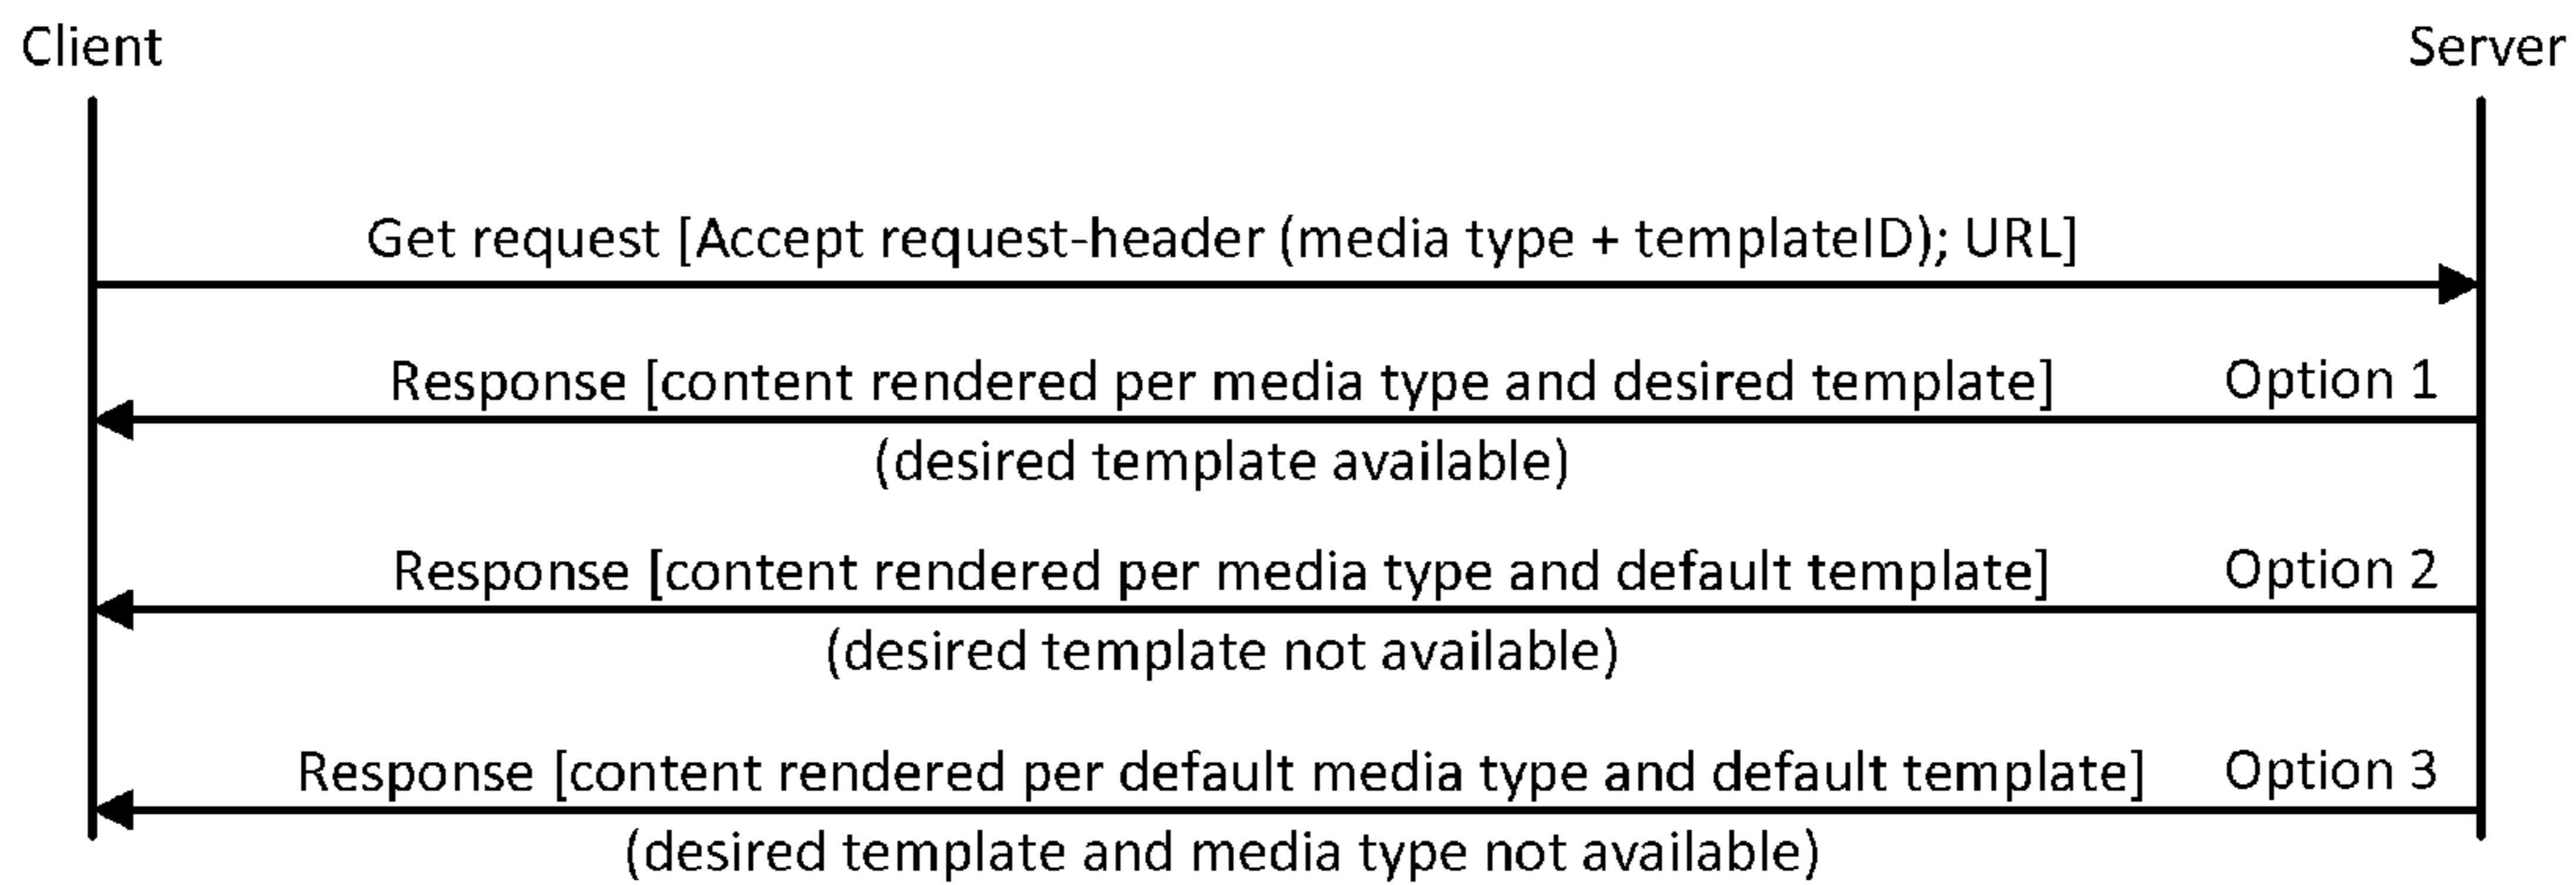 Client
Server
Get request [Accept request-header (media type + templateID); URL]
Response [content rendered per media type and desired template]
Option 1
(desired template available)
Response [content rendered per media type and default template]
Option 2
(desired template not available)
Response [content rendered per default media type and default template]
Option 3
(desired template and media type not available)